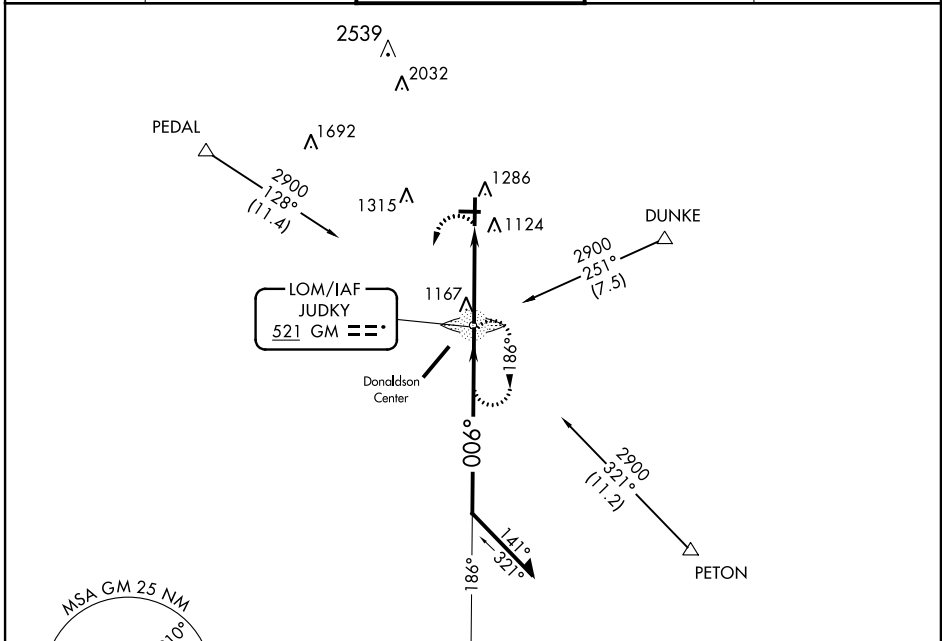 2539
2032
PEDAL
1692
2900
128°
(11.4)
1286
1315
1124
DUNKE
2900
251°
(7.5)
LOM/IAF
JUDKY
521 GM
1167
186°
Donaldson
Center
006°
2900
321°
(11.2)
141°
321°
186°
PETON
MSA GM 25 NM